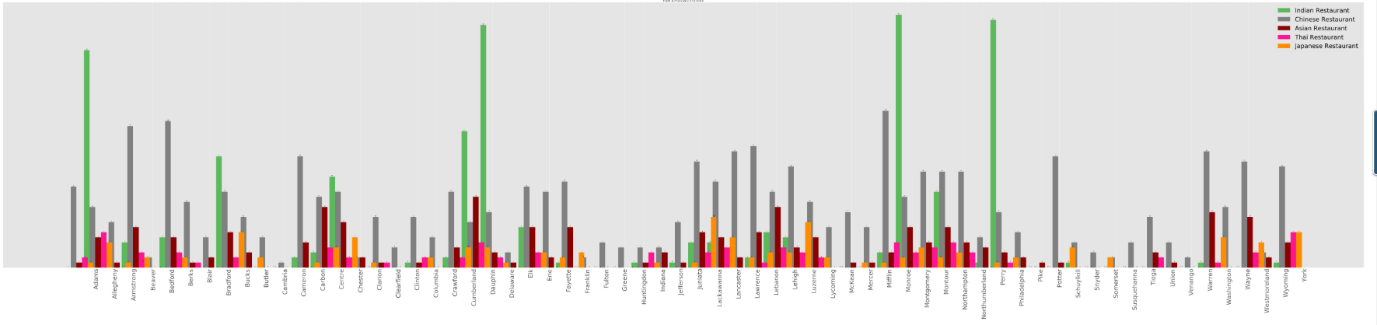 Indian Restaurant
Chinese Restaurant
Asian Restaurant
Thai Restaurant
Japanese Restaurant
Adams
Allegheny
Armstrong
Beaver
Bedford
Berks
Blair
Bradford
Bucks
Butler
Cambria
Cameron
Carbon
Centre
Chester
Clarion
Clearfield
Clinton
Columbia
Crawford
Cumberland
Dauphin
Delaware
Elk
Erie
Fayette
Franklin
Fulton
Greene
Huntingdon
Indiana
Jefferson
Juniata
Lackawanna
Lancaster
Lawrence
Lebanon
Lehigh
Luzerne
Lycoming
McKean
Mercer
Mifflin
Monroe
Montgomery
Montour
Northampton
Northumberland
Perry
Philadelphia
Pike
Potter
Schuylkill
Snyder
Somerset
Susquehanna
Tioga
Union
Venango
Warren
Washington
Wayne
Westmoreland
Wyoming
York